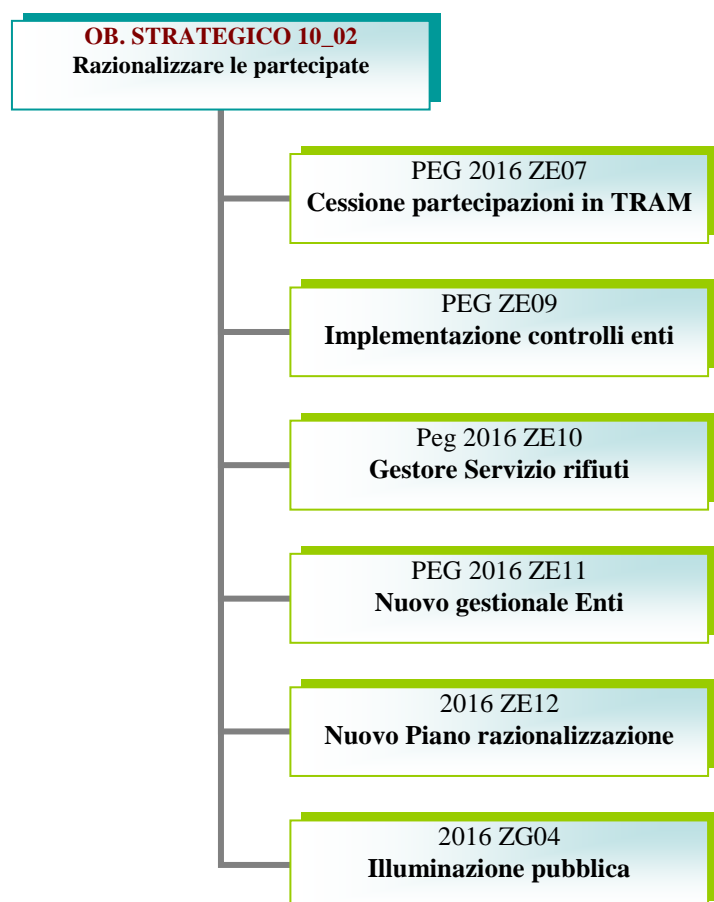 OB. STRATEGICO 10_02
Razionalizzare le partecipate
PEG 2016 ZE07
Cessione partecipazioni in TRAM
PEG ZE09
Implementazione controlli enti
Peg 2016 ZE10
Gestore Servizio rifiuti
PEG 2016 ZE11
Nuovo gestionale Enti
2016 ZE12
Nuovo Piano razionalizzazione
2016 ZG04
Illuminazione pubblica